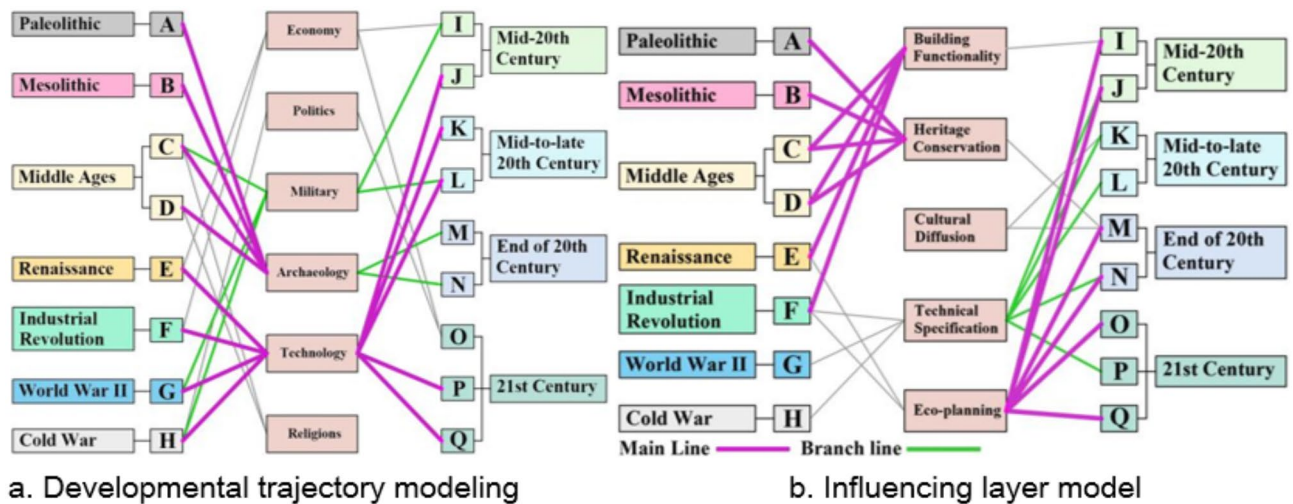 Paleolithic
A
Mesolithic
B
Middle Ages
C
D
Renaissance
E
Industrial
Revolution
F
World War II
G
Cold War
H
Economy
Politics
Military
Archaeology
Technology
Religions
I
J
Mid-20th
Century
K
L
Mid-to-late
20th Century
M
N
End of 20th
Century
O
P
Q
21st Century
a. Developmental trajectory modeling
Paleolithic
A
Mesolithic
B
Middle Ages
C
D
Renaissance
E
Industrial
Revolution
F
World War II
G
Cold War
H
Building
Functionality
Heritage
Conservation
Cultural
Diffusion
Technical
Specification
Eco-planning
I
J
Mid-20th
Century
K
L
Mid-to-late
20th Century
M
N
End of 20th
Century
O
P
Q
21st Century
Main Line
Branch line
b. Influencing layer model